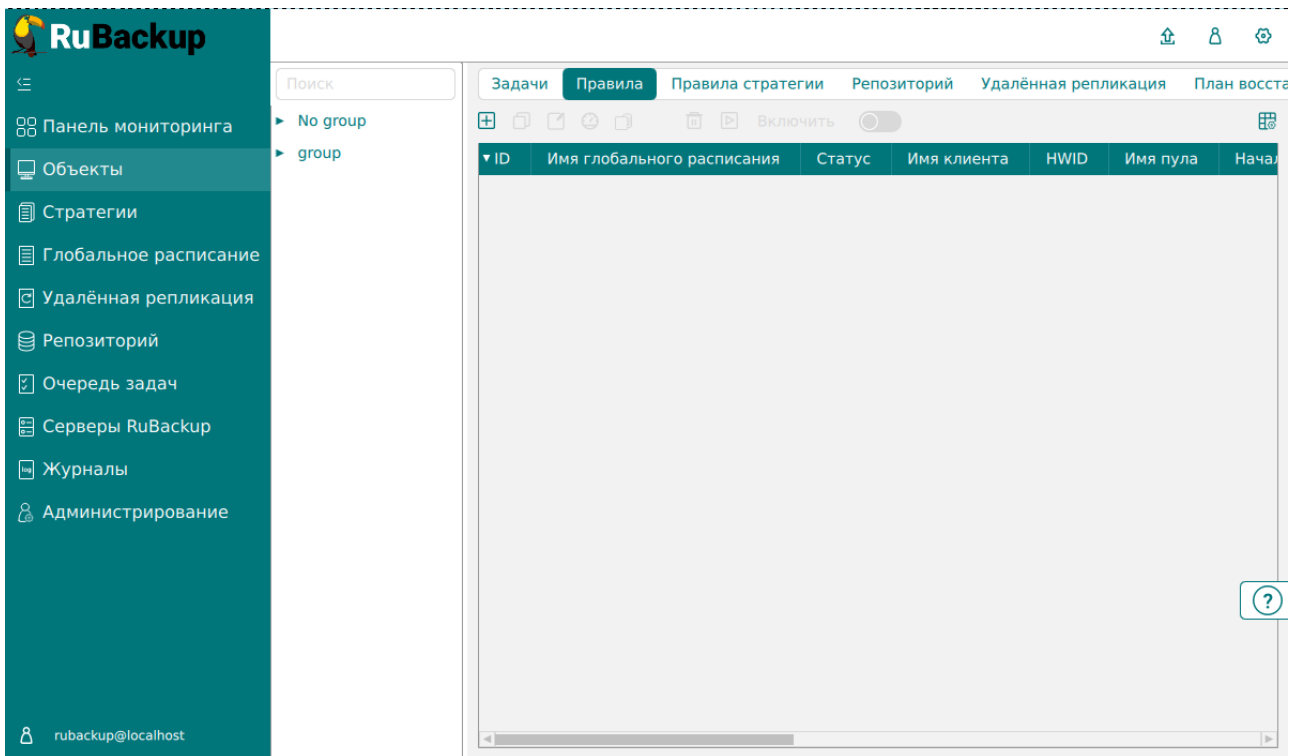 RuBackup
Поиск
Задачи Правила Правила стратегии Репозиторий Удалённая репликация План восста
Панель мониторинга
No group
Включить
group
ID Имя глобального расписания Статус Имя клиента HWID Имя пула Начал
Объекты
Стратегии
Глобальное расписание
Удалённая репликация
Репозиторий
Очередь задач
Серверы RuBackup
log Журналы
Администрирование
?
rubackup@localhost